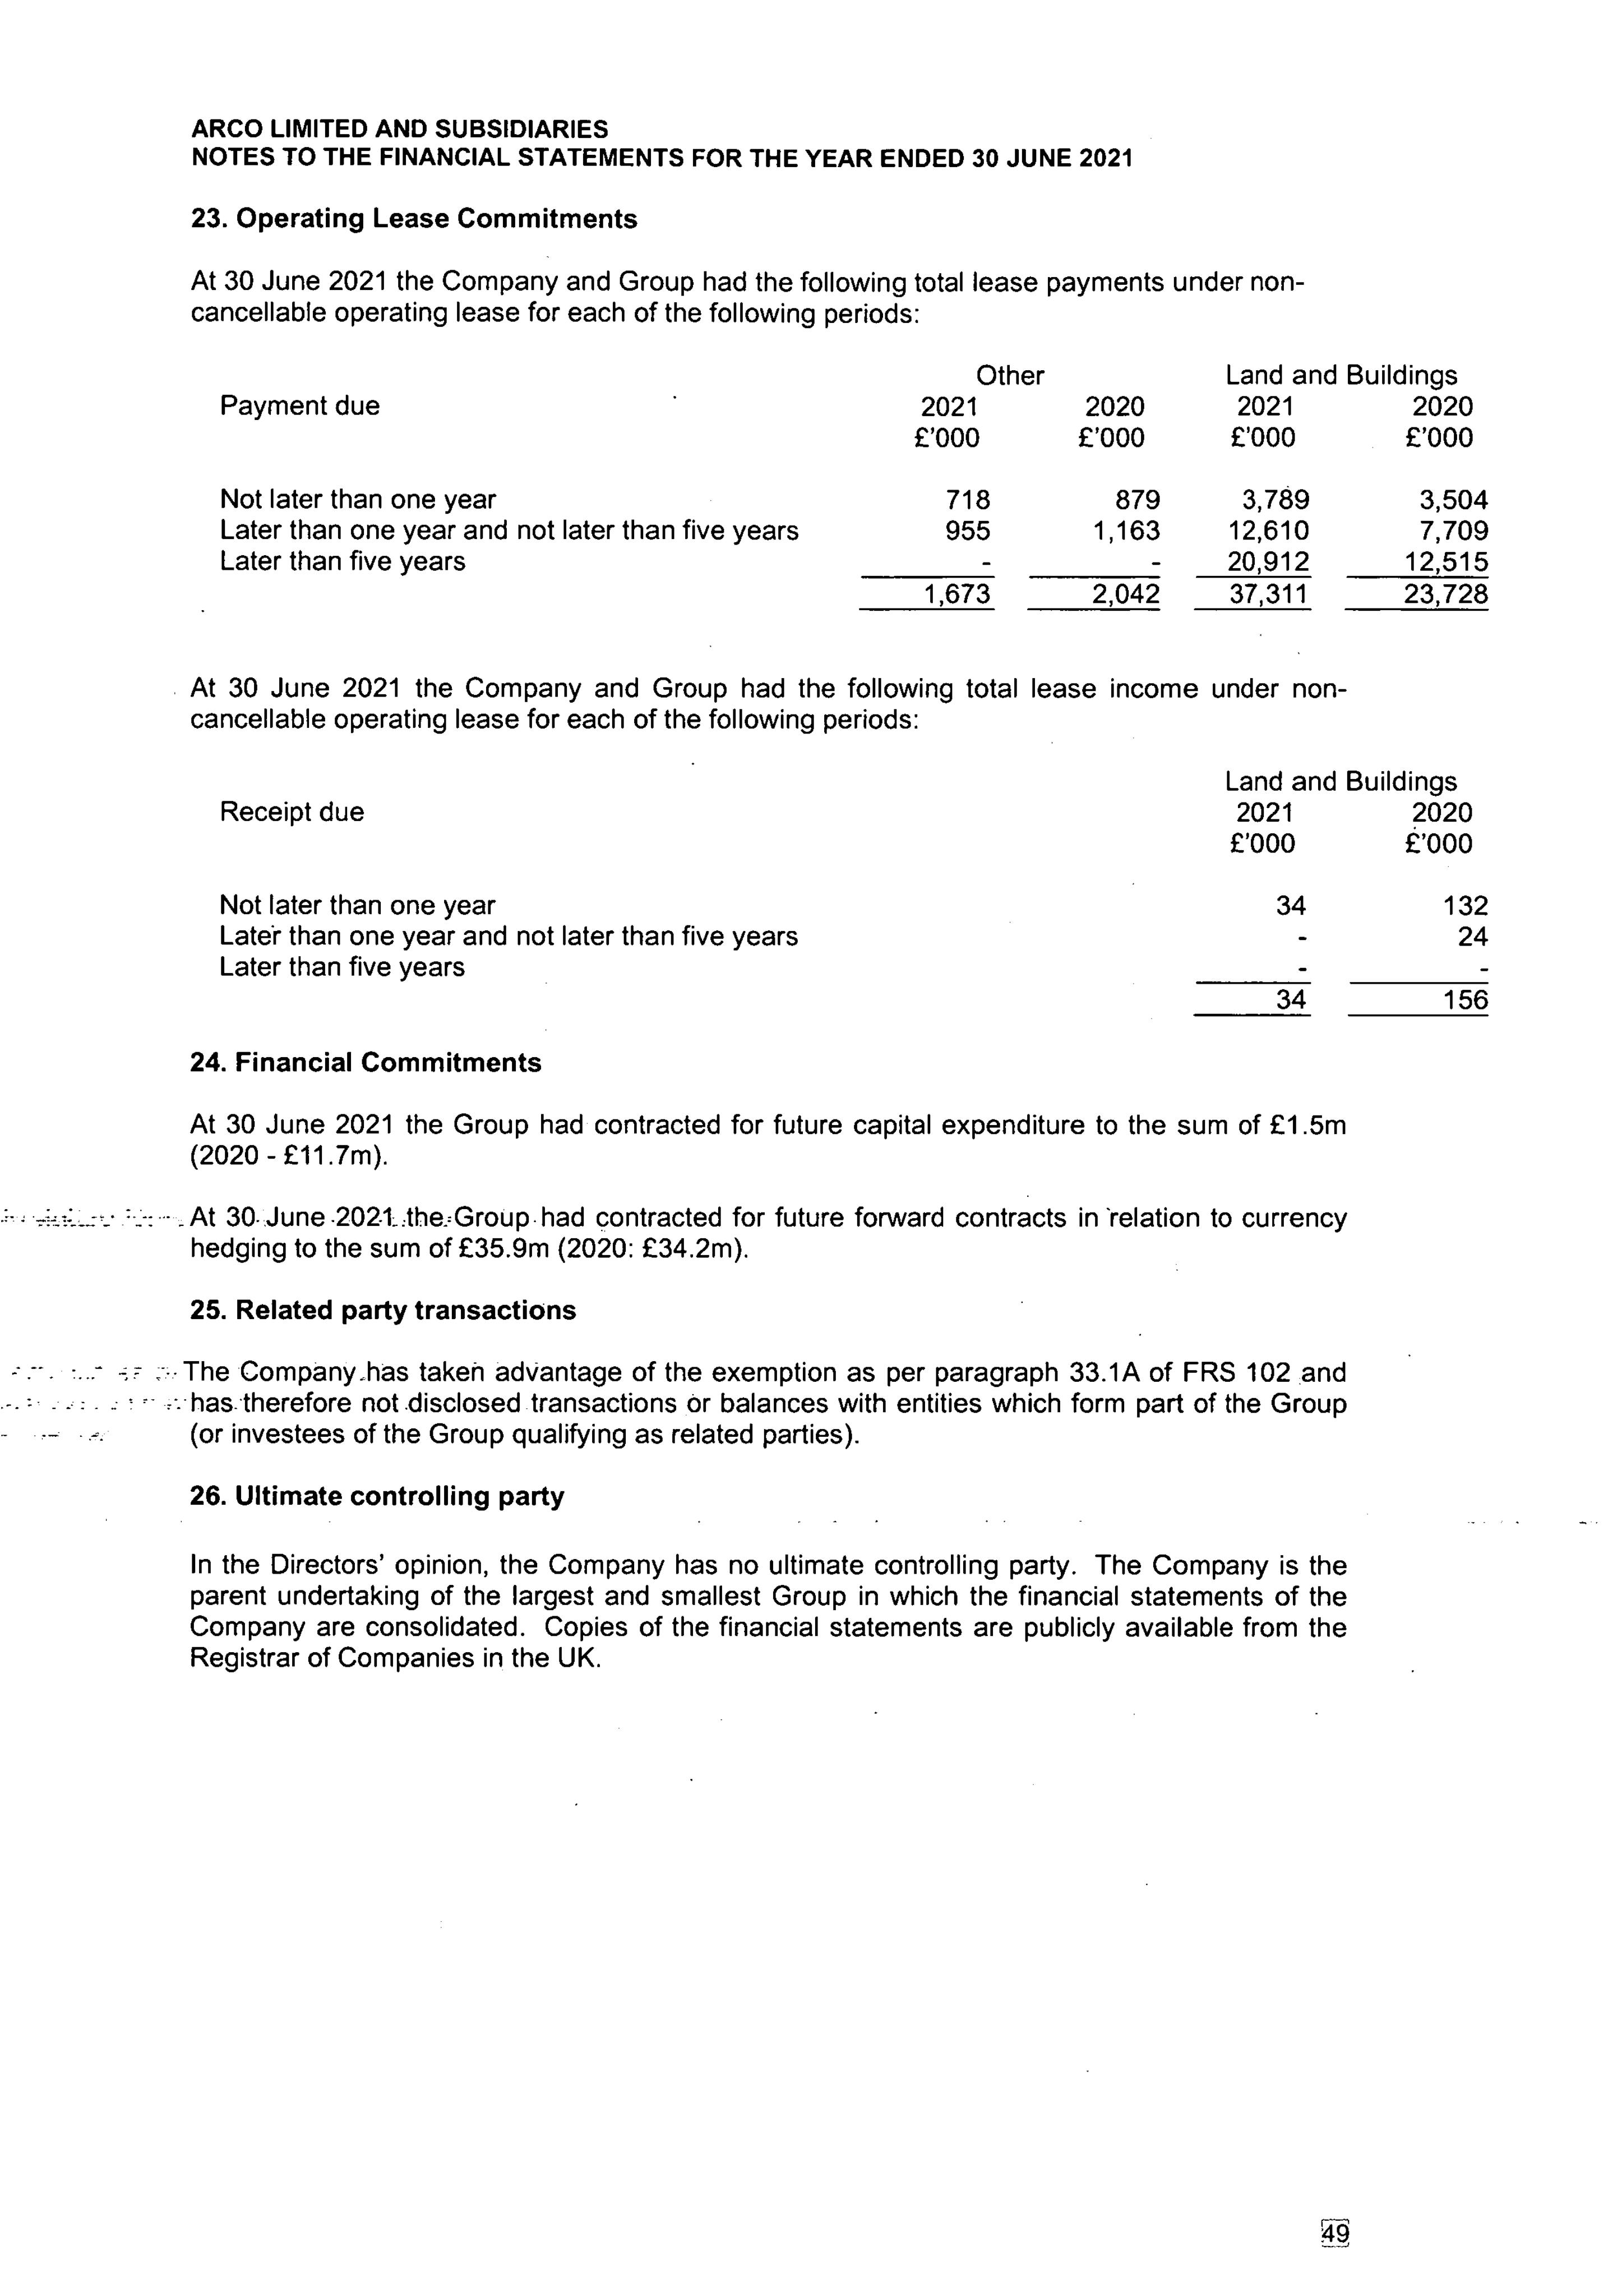 ARCO LIMITED AND SUBSIDIARIES
NOTES TO THE FINANCIAL STATEMENTS FOR THE YEAR ENDED 30 JUNE 2021
23. Operating Lease Commitments
At 30 June 2021 the Company and Group had the following total lease payments under non-
cancellable operating lease for each of the following periods:
Other Land and Buildings
Payment due 2021 2020 2021 2020
£'000 £'000 £'000 £'000
Not later than one year 718 879 3,789 3,504
Later than one year and not later than five years 955 1,163 12,610 7,709
Later than five years - - 20,912 12,515
1,673 2,042 37,311 23,728
At 30 June 2021 the Company and Group had the following total lease income under non-
cancellable operating lease for each of the following periods:
Land and Buildings
Receipt due 2021 2020
£'000 £'000
Not later than one year 34 132
Later than one year and not later than five years - 24
Later than five years - -
34 156
24. Financial Commitments
At 30 June 2021 the Group had contracted for future capital expenditure to the sum of £1.5m
(2020 - £11.7m).
At 30 June 2021 the Group had contracted for future forward contracts in relation to currency
hedging to the sum of £35.9m (2020: £34.2m).
25. Related party transactions
The Company has taken advantage of the exemption as per paragraph 33.1A of FRS 102 and
has therefore not disclosed transactions or balances with entities which form part of the Group
(or investees of the Group qualifying as related parties).
26. Ultimate controlling party
In the Directors' opinion, the Company has no ultimate controlling party. The Company is the
parent undertaking of the largest and smallest Group in which the financial statements of the
Company are consolidated. Copies of the financial statements are publicly available from the
Registrar of Companies in the UK.
49